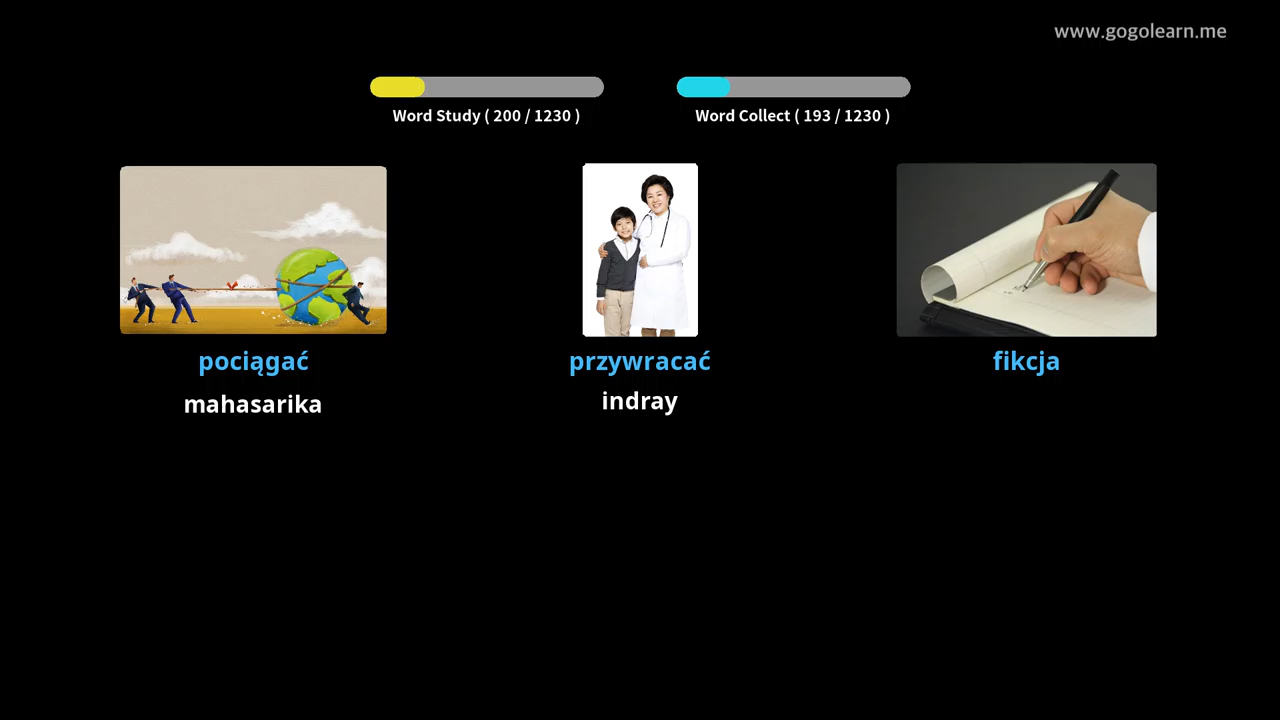 www.gogolearn.me
Word Study ( 200 / 1230 )
Word Collect ( 193 / 1230 )
pociągać
przywracać
fikcja
mahasarika
indray